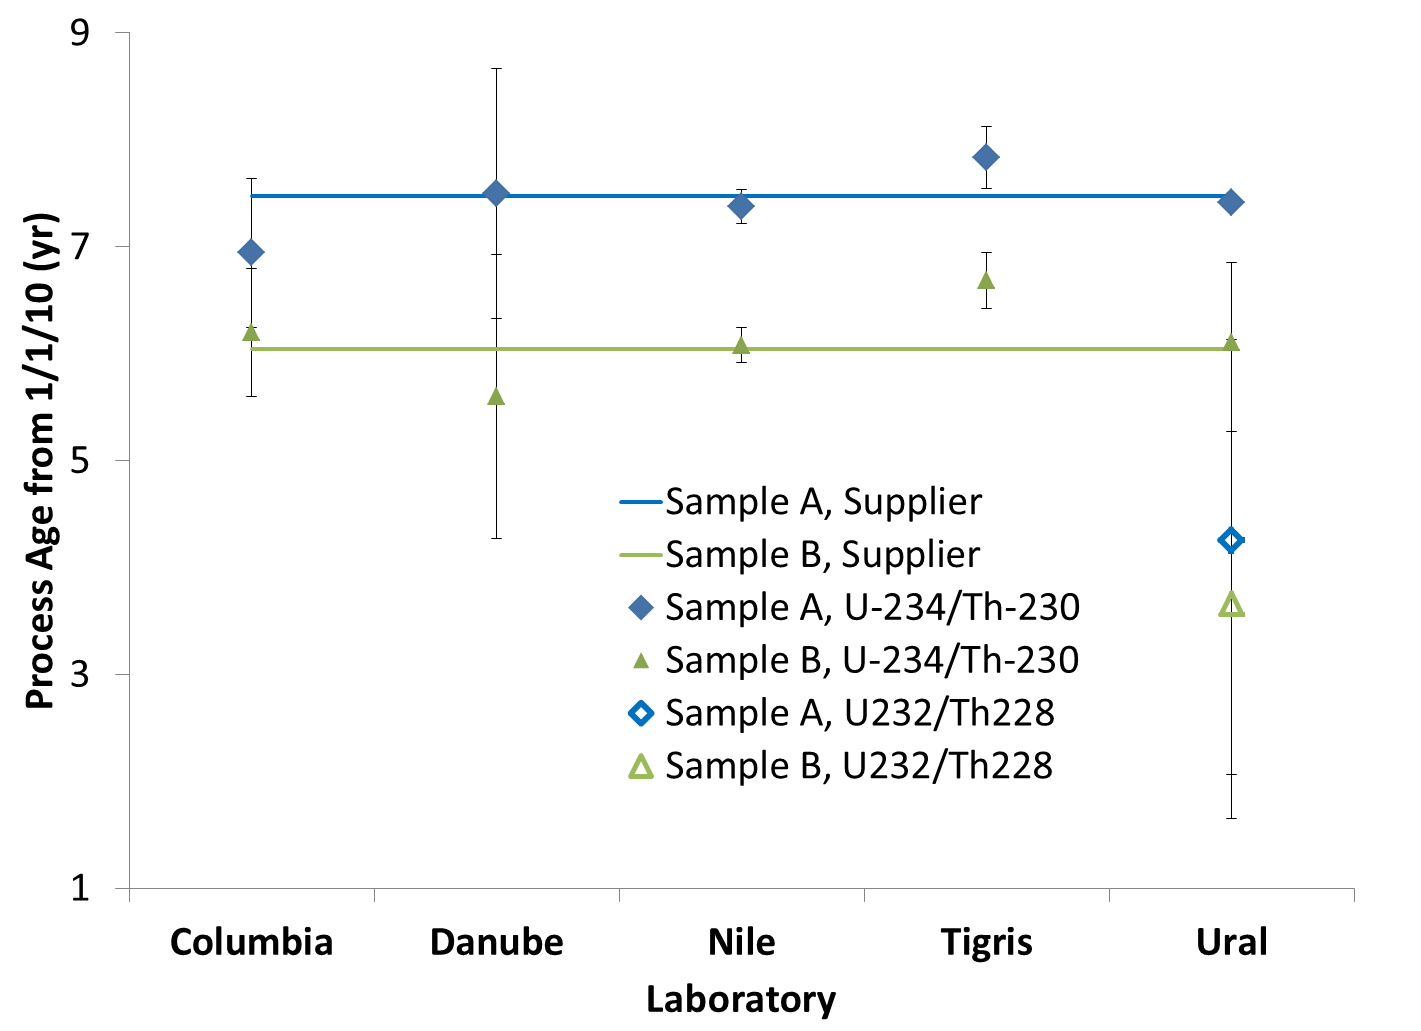 Process Age from 1/1/10 (yr)
9
7
5
3
1
Sample A, Supplier
Sample B, Supplier
Sample A, U-234/Th-230
Sample B, U-234/Th-230
Sample A, U232/Th228
Sample B, U232/Th228
Columbia Danube Nile Tigris Ural
Laboratory